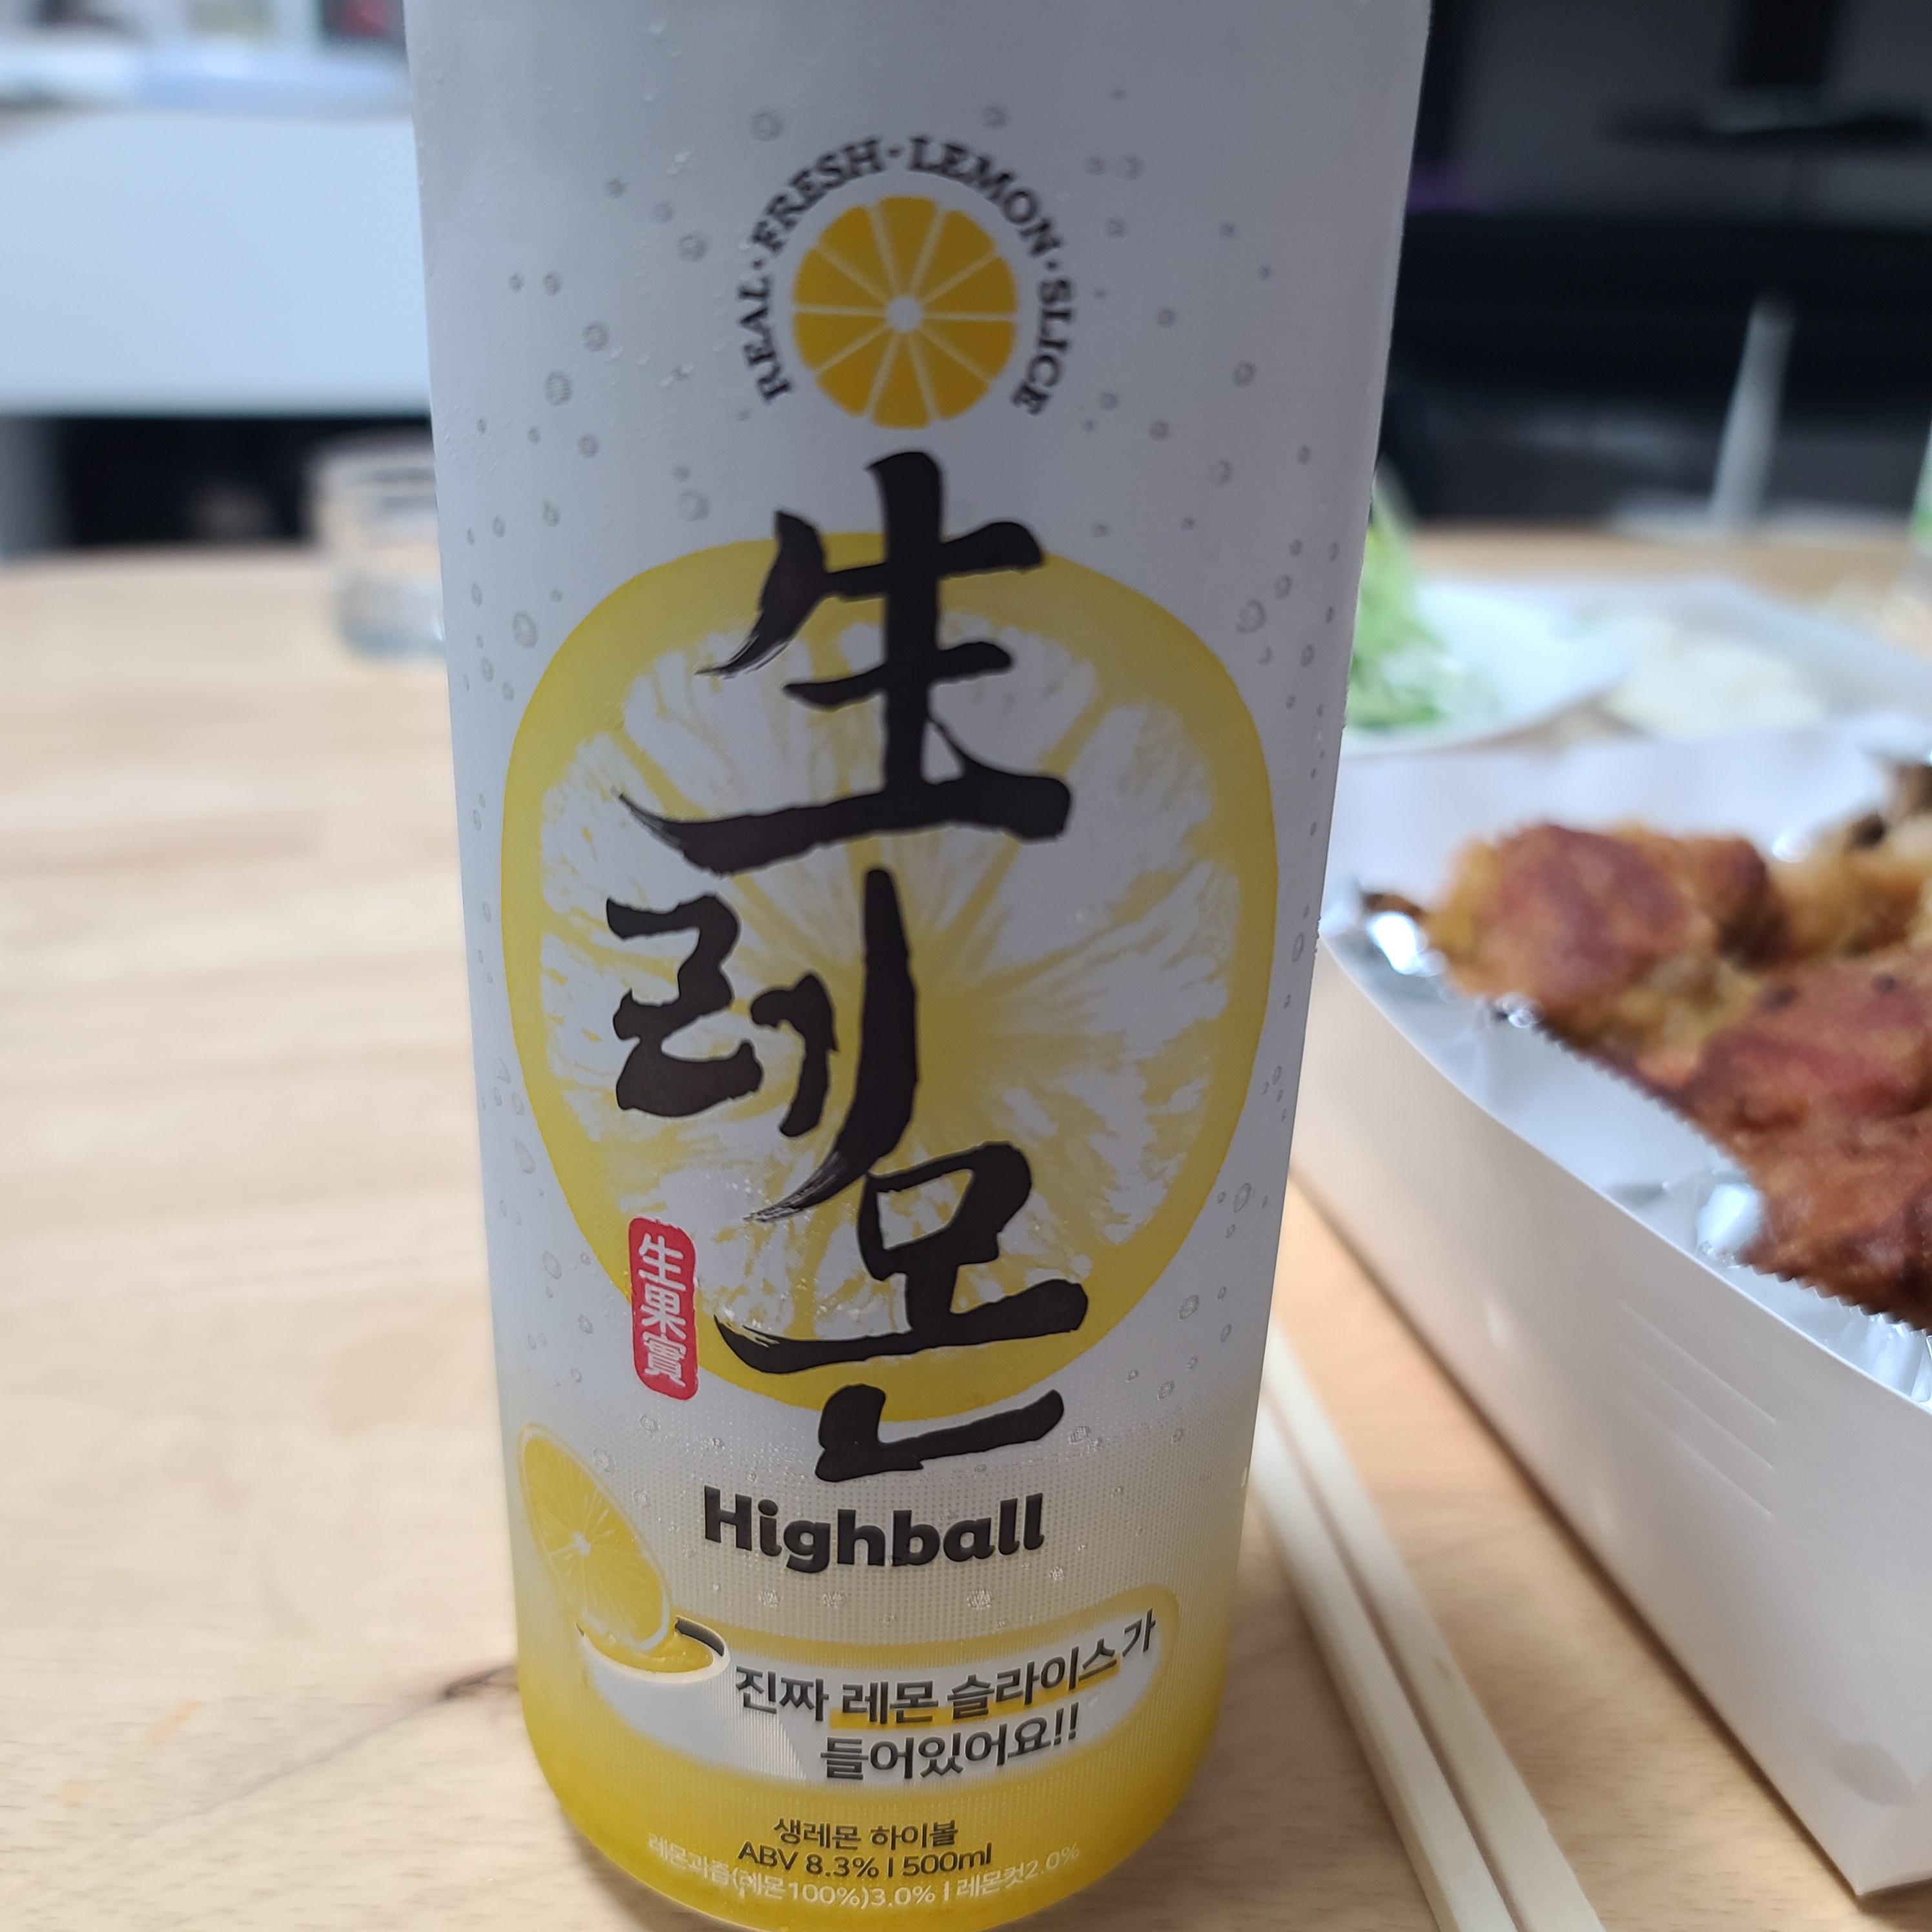 REAL·FRESH·LEMON·SLICE
生
레
몬
生果實
Highball
진짜 레몬 슬라이스가
들어있어요!!
생레몬 하이볼
ABV 8.3% I 500ml
레몬과즙(레몬100%)3.0% I 레몬컷2.0%